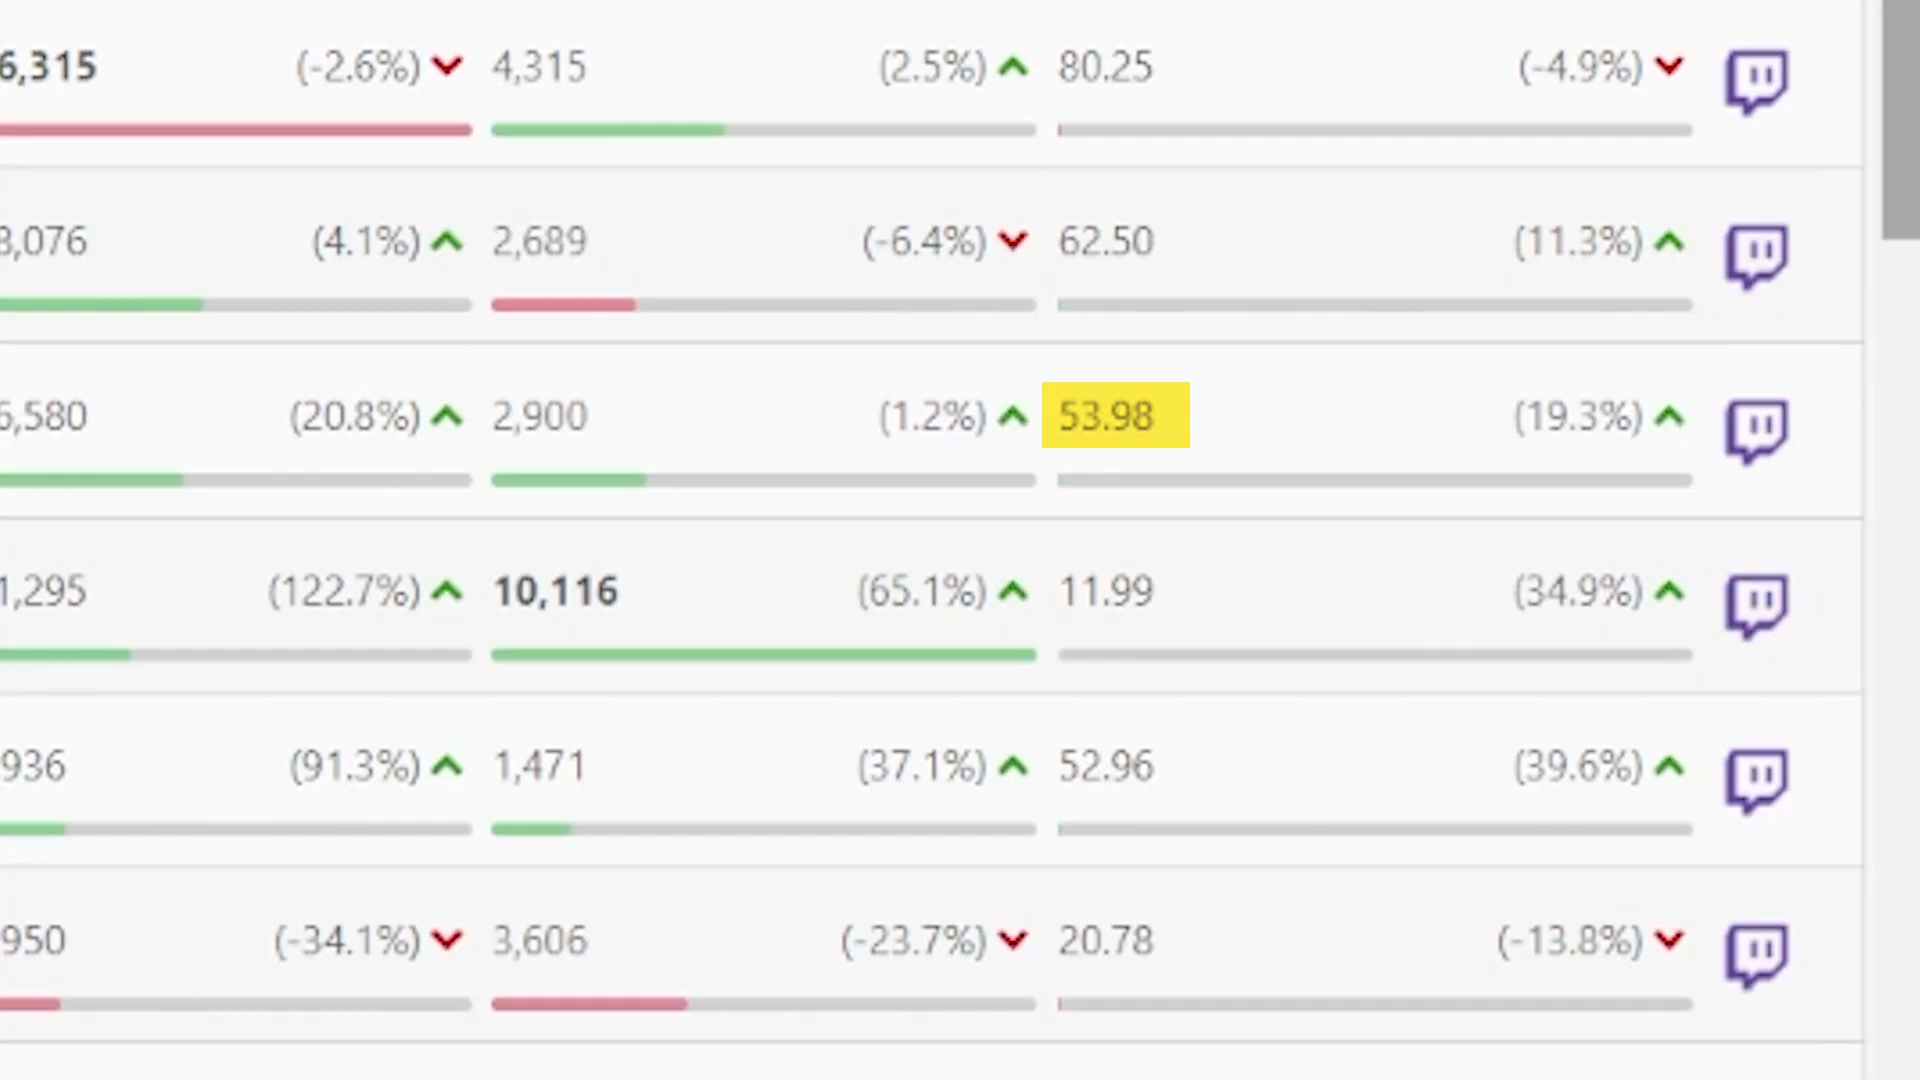 6,315 (-2.6%) 4,315 (2.5%) 80.25 (-4.9%)
8,076 (4.1%) 2,689 (-6.4%) 62.50 (11.3%)
6,580 (20.8%) 2,900 (1.2%) 53.98 (19.3%)
1,295 (122.7%) 10,116 (65.1%) 11.99 (34.9%)
936 (91.3%) 1,471 (37.1%) 52.96 (39.6%)
950 (-34.1%) 3,606 (-23.7%) 20.78 (-13.8%)